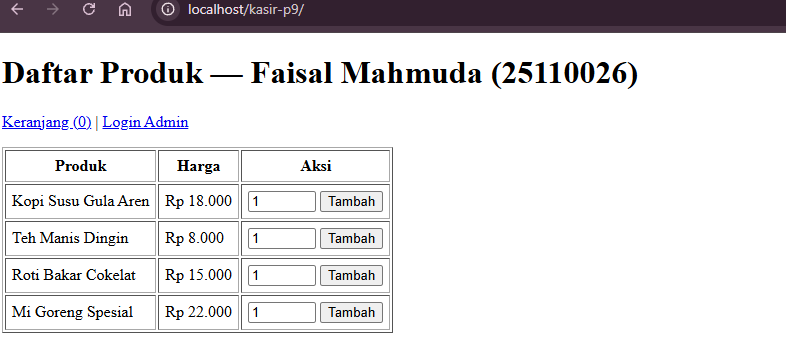 localhost/kasir-p9/
Daftar Produk — Faisal Mahmuda (25110026)
Keranjang (0) | Login Admin
Produk Harga Aksi
Kopi Susu Gula Aren Rp 18.000 1 Tambah
Teh Manis Dingin Rp 8.000 1 Tambah
Roti Bakar Cokelat Rp 15.000 1 Tambah
Mi Goreng Spesial Rp 22.000 1 Tambah